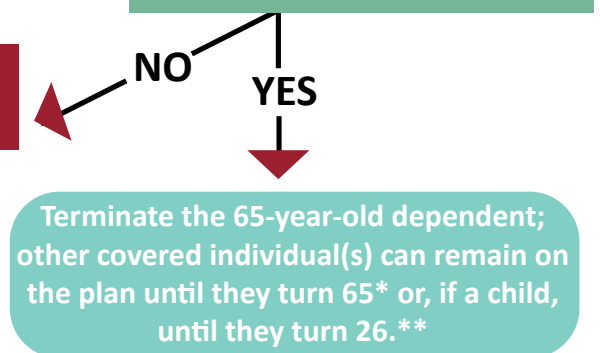 NO
YES
Terminate the 65-year-old dependent;
other covered individual(s) can remain on
the plan until they turn 65* or, if a child,
until they turn 26.**